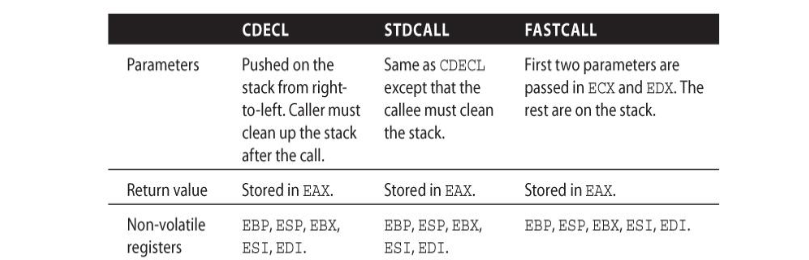 CDECL STDCALL FASTCALL
Parameters Pushed on the Same as CDECL First two parameters are
stack from right- except that the passed in ECX and EDX. The
to-left. Caller must callee must clean rest are on the stack.
clean up the stack the stack.
after the call.
Return value Stored in EAX. Stored in EAX. Stored in EAX.
Non-volatile EBP, ESP, EBX, EBP, ESP, EBX, EBP, ESP, EBX, ESI, EDI.
registers ESI, EDI. ESI, EDI.